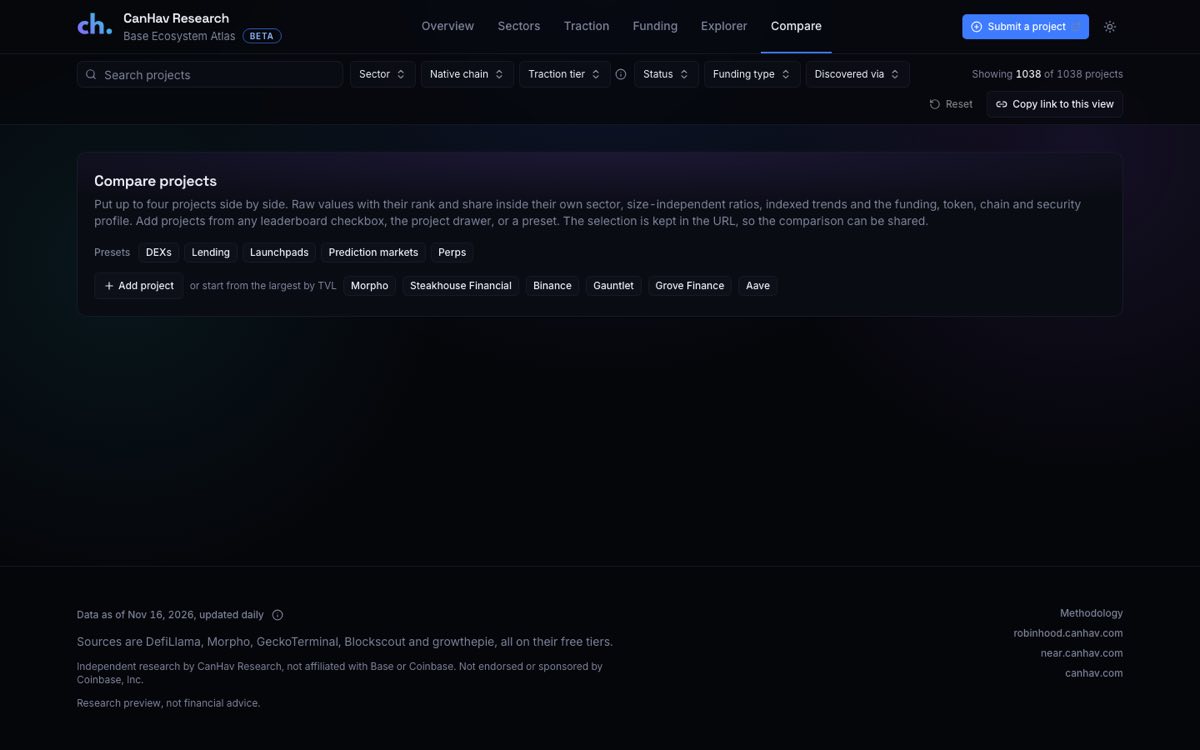 ch.
CanHav Research
Base Ecosystem Atlas BETA
Overview Sectors Traction Funding Explorer Compare
Submit a project
Search projects
Sector Native chain Traction tier Status Funding type Discovered via
Showing 1038 of 1038 projects
Reset Copy link to this view
Compare projects
Put up to four projects side by side. Raw values with their rank and share inside their own sector, size-independent ratios, indexed trends and the funding, token, chain and security
profile. Add projects from any leaderboard checkbox, the project drawer, or a preset. The selection is kept in the URL, so the comparison can be shared.
Presets DEXs Lending Launchpads Prediction markets Perps
Add project or start from the largest by TVL Morpho Steakhouse Financial Binance Gauntlet Grove Finance Aave
Data as of Nov 16, 2026, updated daily
Sources are DefiLlama, Morpho, GeckoTerminal, Blockscout and growthepie, all on their free tiers.
Independent research by CanHav Research, not affiliated with Base or Coinbase. Not endorsed or sponsored by
Coinbase, Inc.
Research preview, not financial advice.
Methodology
robinhood.canhav.com
near.canhav.com
canhav.com